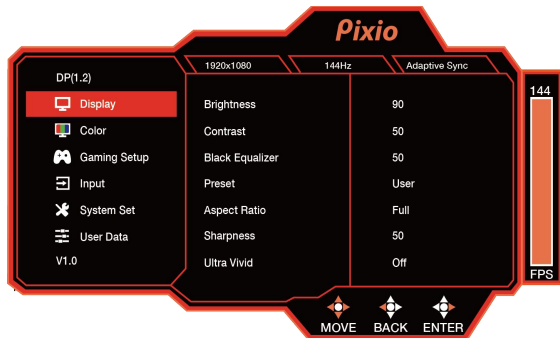 Pixio
1920x1080 144Hz Adaptive Sync
DP(1.2)
Display
Color
Gaming Setup
Input
System Set
User Data
V1.0
Brightness 90
Contrast 50
Black Equalizer 50
Preset User
Aspect Ratio Full
Sharpness 50
Ultra Vivid Off
144
FPS
MOVE BACK ENTER